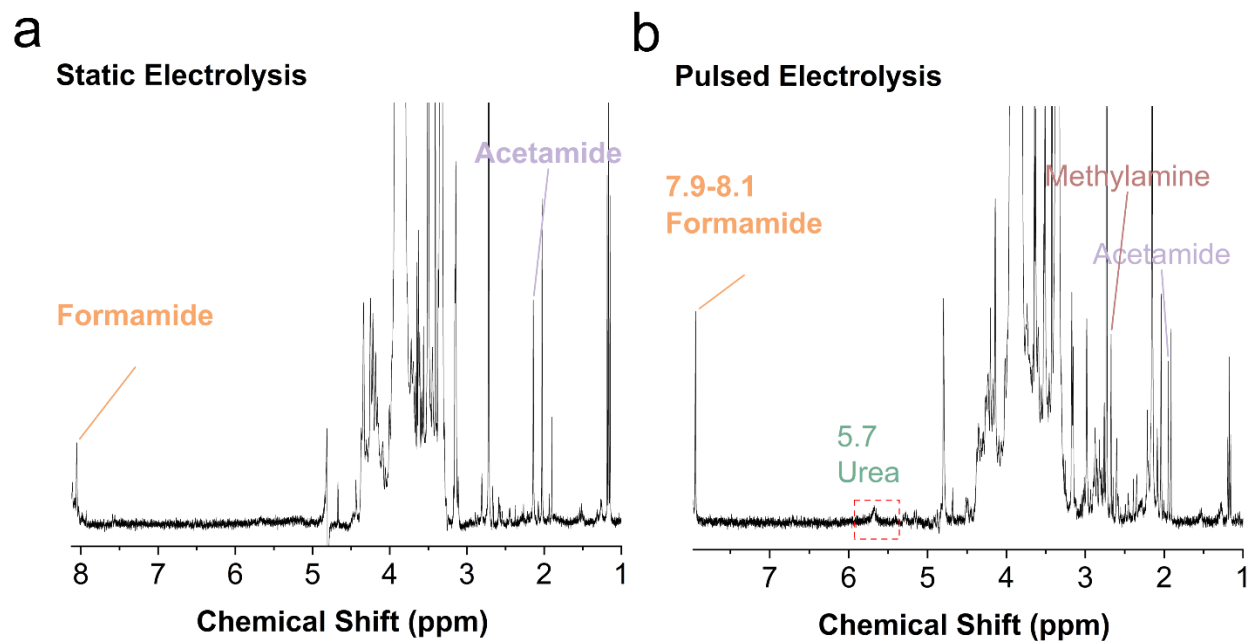 a
Static Electrolysis
Acetamide
Formamide
8 7 6 5 4 3 2 1
Chemical Shift (ppm)
b
Pulsed Electrolysis
7.9-8.1
Formamide
Methylamine
Acetamide
5.7
Urea
7 6 5 4 3 2 1
Chemical Shift (ppm)